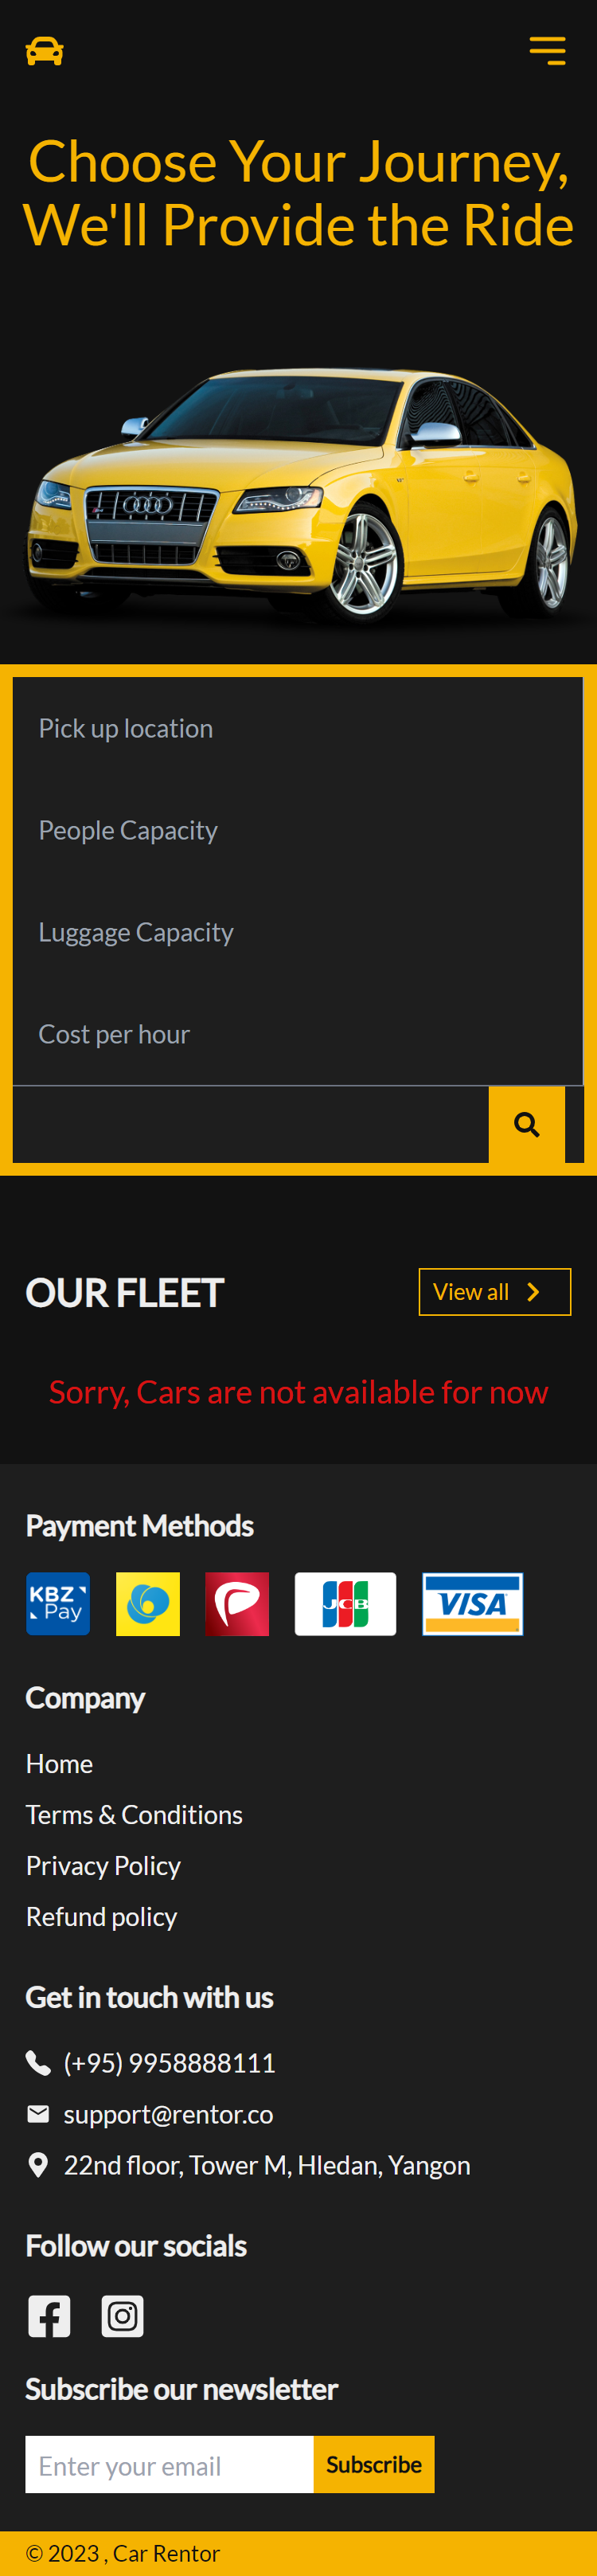 Choose Your Journey,
We'll Provide the Ride
Pick up location
People Capacity
Luggage Capacity
Cost per hour
OUR FLEET
View all
Sorry, Cars are not available for now
Payment Methods
KBZ
Pay
JCB
VISA
Company
Home
Terms & Conditions
Privacy Policy
Refund policy
Get in touch with us
(+95) 9958888111
support@rentor.co
22nd floor, Tower M, Hledan, Yangon
Follow our socials
Subscribe our newsletter
Enter your email
Subscribe
© 2023 , Car Rentor